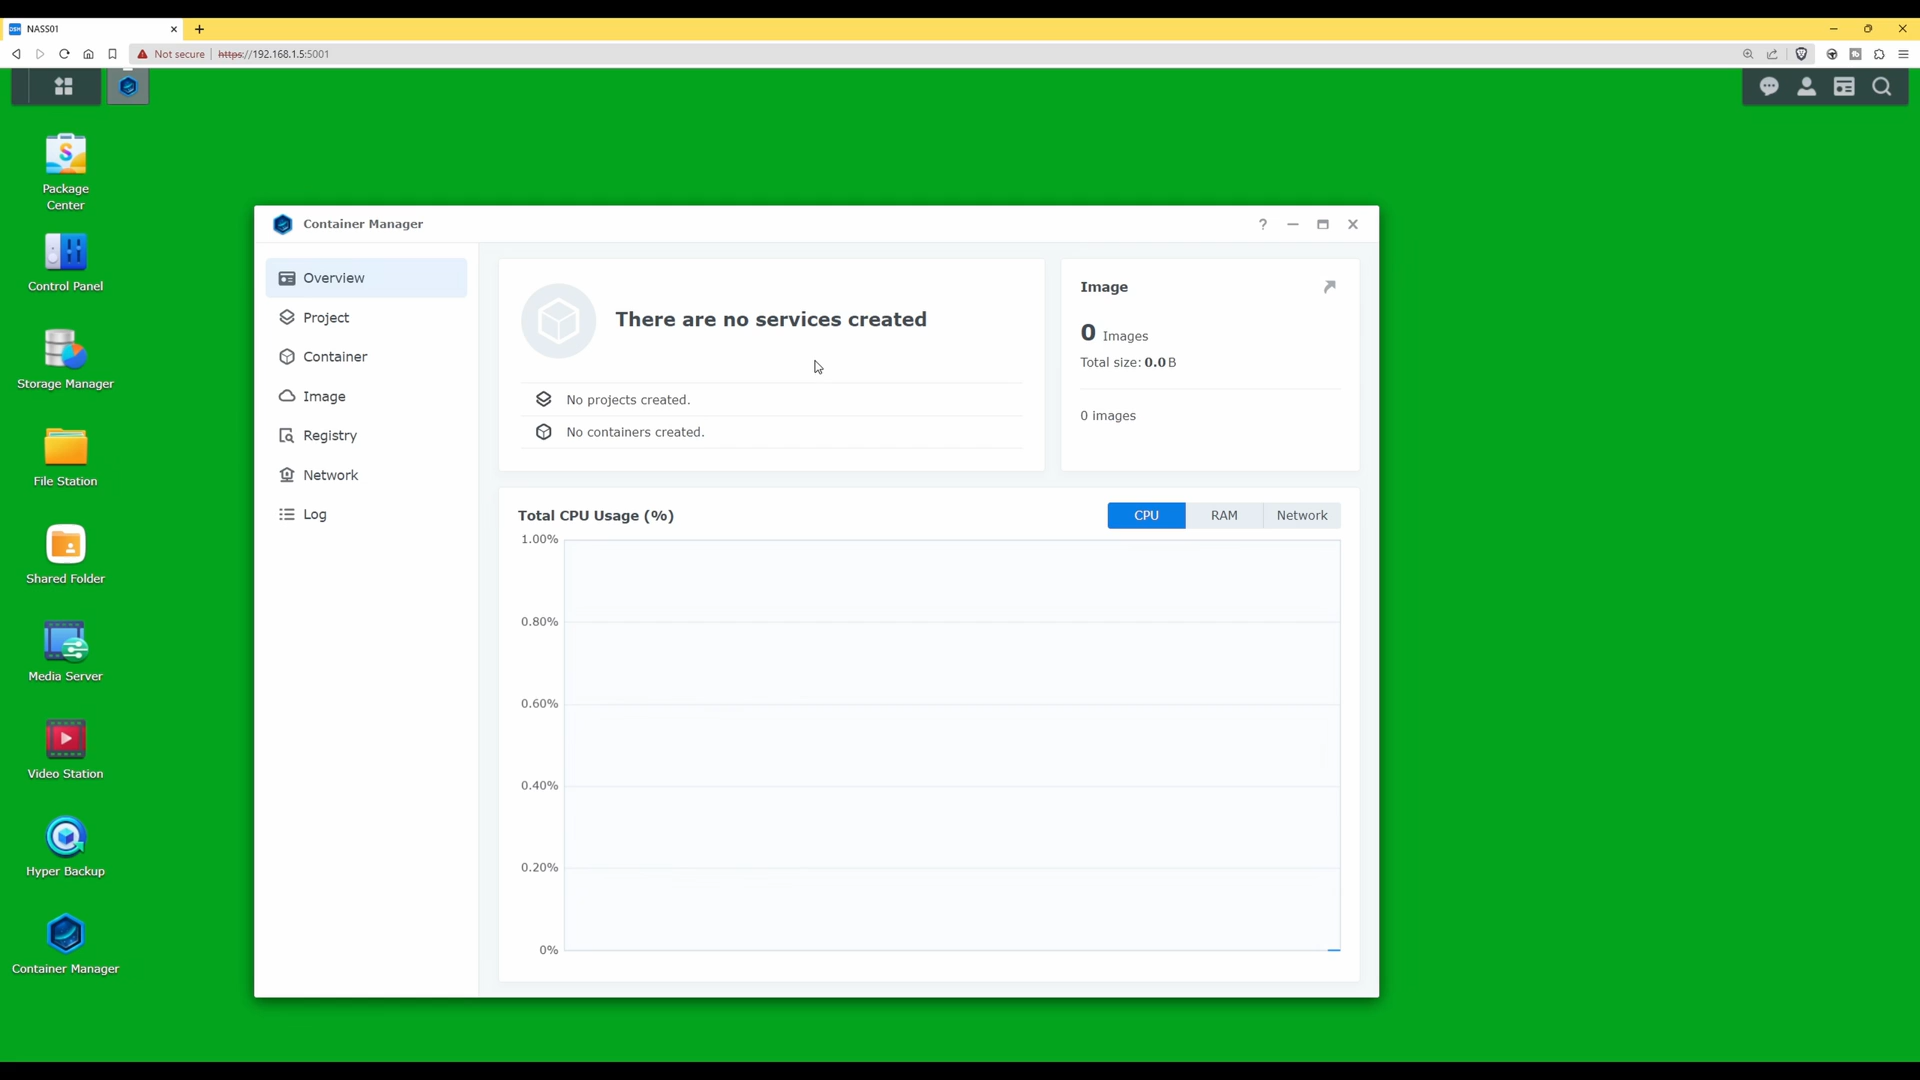 NASS01
Not secure https://192.168.1.5:5001
Package
Center
Control Panel
Storage Manager
File Station
Shared Folder
Media Server
Video Station
Hyper Backup
Container Manager
Container Manager
Overview
Project
Container
Image
Registry
Network
Log
There are no services created
No projects created.
No containers created.
Image
0 Images
Total size: 0.0 B
0 images
Total CPU Usage (%)
CPU RAM Network
1.00%
0.80%
0.60%
0.40%
0.20%
0%